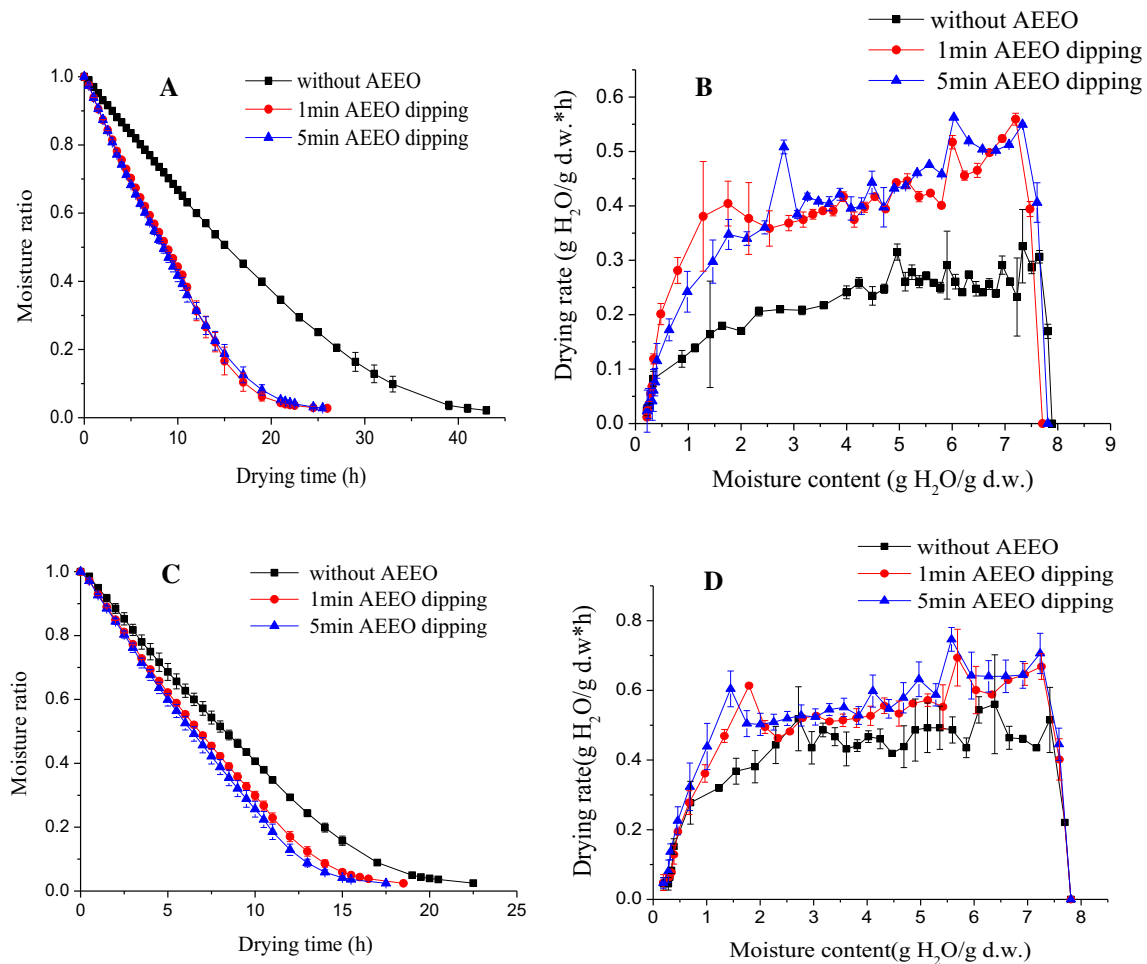 A
without AEEO
1min AEEO dipping
5min AEEO dipping
1.0
0.8
0.6
0.4
0.2
0.0
0 10 20 30 40
Moisture ratio
Drying time (h)
B
without AEEO
1min AEEO dipping
5min AEEO dipping
0.6
0.5
0.4
0.3
0.2
0.1
0.0
0 1 2 3 4 5 6 7 8 9
Drying rate (g H2O/g d.w.*h)
Moisture content (g H2O/g d.w.)
C
without AEEO
1min AEEO dipping
5min AEEO dipping
1.0
0.8
0.6
0.4
0.2
0.0
0 5 10 15 20 25
Moisture ratio
Drying time (h)
D
without AEEO
1min AEEO dipping
5min AEEO dipping
0.8
0.6
0.4
0.2
0.0
0 1 2 3 4 5 6 7 8
Drying rate(g H2O/g d.w*h)
Moisture content(g H2O/g d.w.)